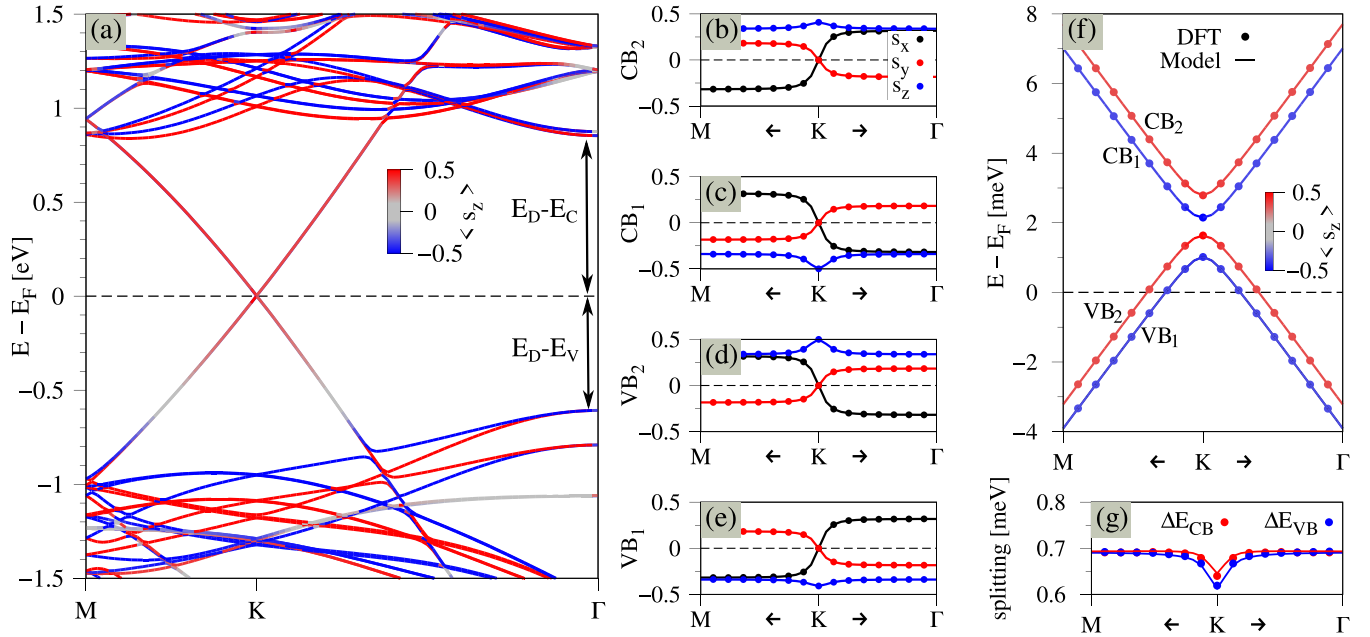 (a)
E − E_F [eV]
1.5
1
0.5
0
−0.5
−1
−1.5
M
K
Γ
0.5
0
−0.5
< s_z >
E_D-E_C
E_D-E_V
(b)
CB_2
0.5
0
−0.5
s_x
s_y
s_z
M
←
K
→
Γ
(c)
CB_1
0.5
0
−0.5
M
←
K
→
Γ
(d)
VB_2
0.5
0
−0.5
M
←
K
→
Γ
(e)
VB_1
0.5
0
−0.5
M
←
K
→
Γ
(f)
E − E_F [meV]
8
6
4
2
0
−2
−4
DFT
Model
CB_2
CB_1
VB_2
VB_1
0.5
0
−0.5
< s_z >
M
←
K
→
Γ
(g)
splitting [meV]
0.8
0.7
0.6
ΔE_CB
ΔE_VB
M
←
K
→
Γ